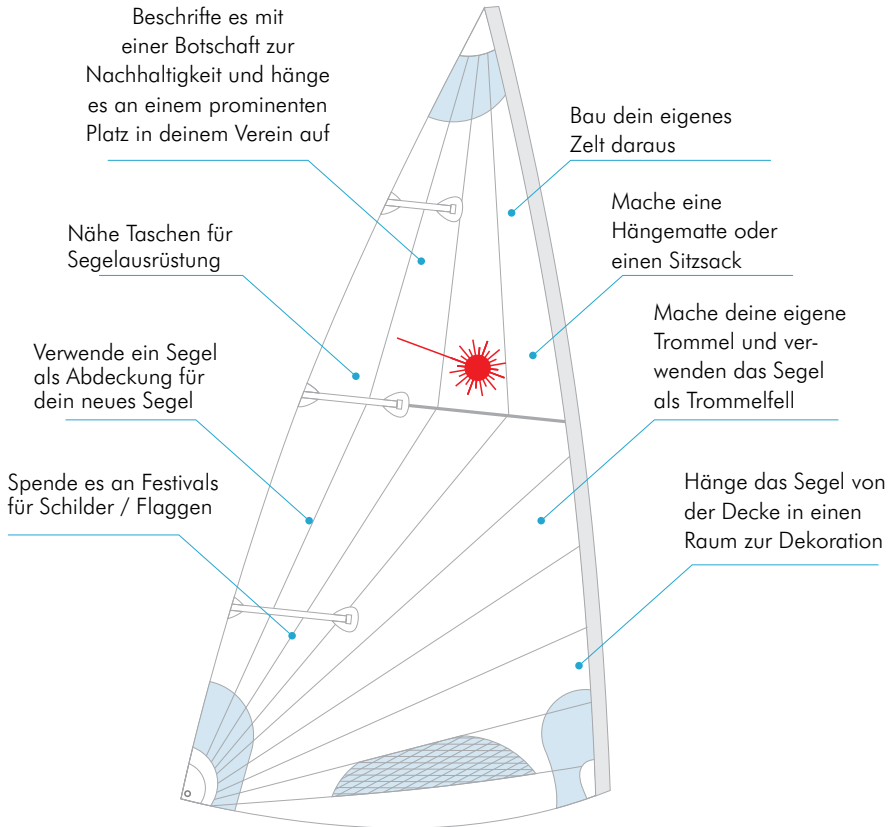 Beschrifte es mit
einer Botschaft zur
Nachhaltigkeit und hänge
es an einem prominenten
Platz in deinem Verein auf
Nähe Taschen für
Segelausrüstung
Verwende ein Segel
als Abdeckung für
dein neues Segel
Spende es an Festivals
für Schilder / Flaggen
Bau dein eigenes
Zelt daraus
Mache eine
Hängematte oder
einen Sitzsack
Mache deine eigene
Trommel und ver-
wenden das Segel
als Trommelfell
Hänge das Segel von
der Decke in einen
Raum zur Dekoration